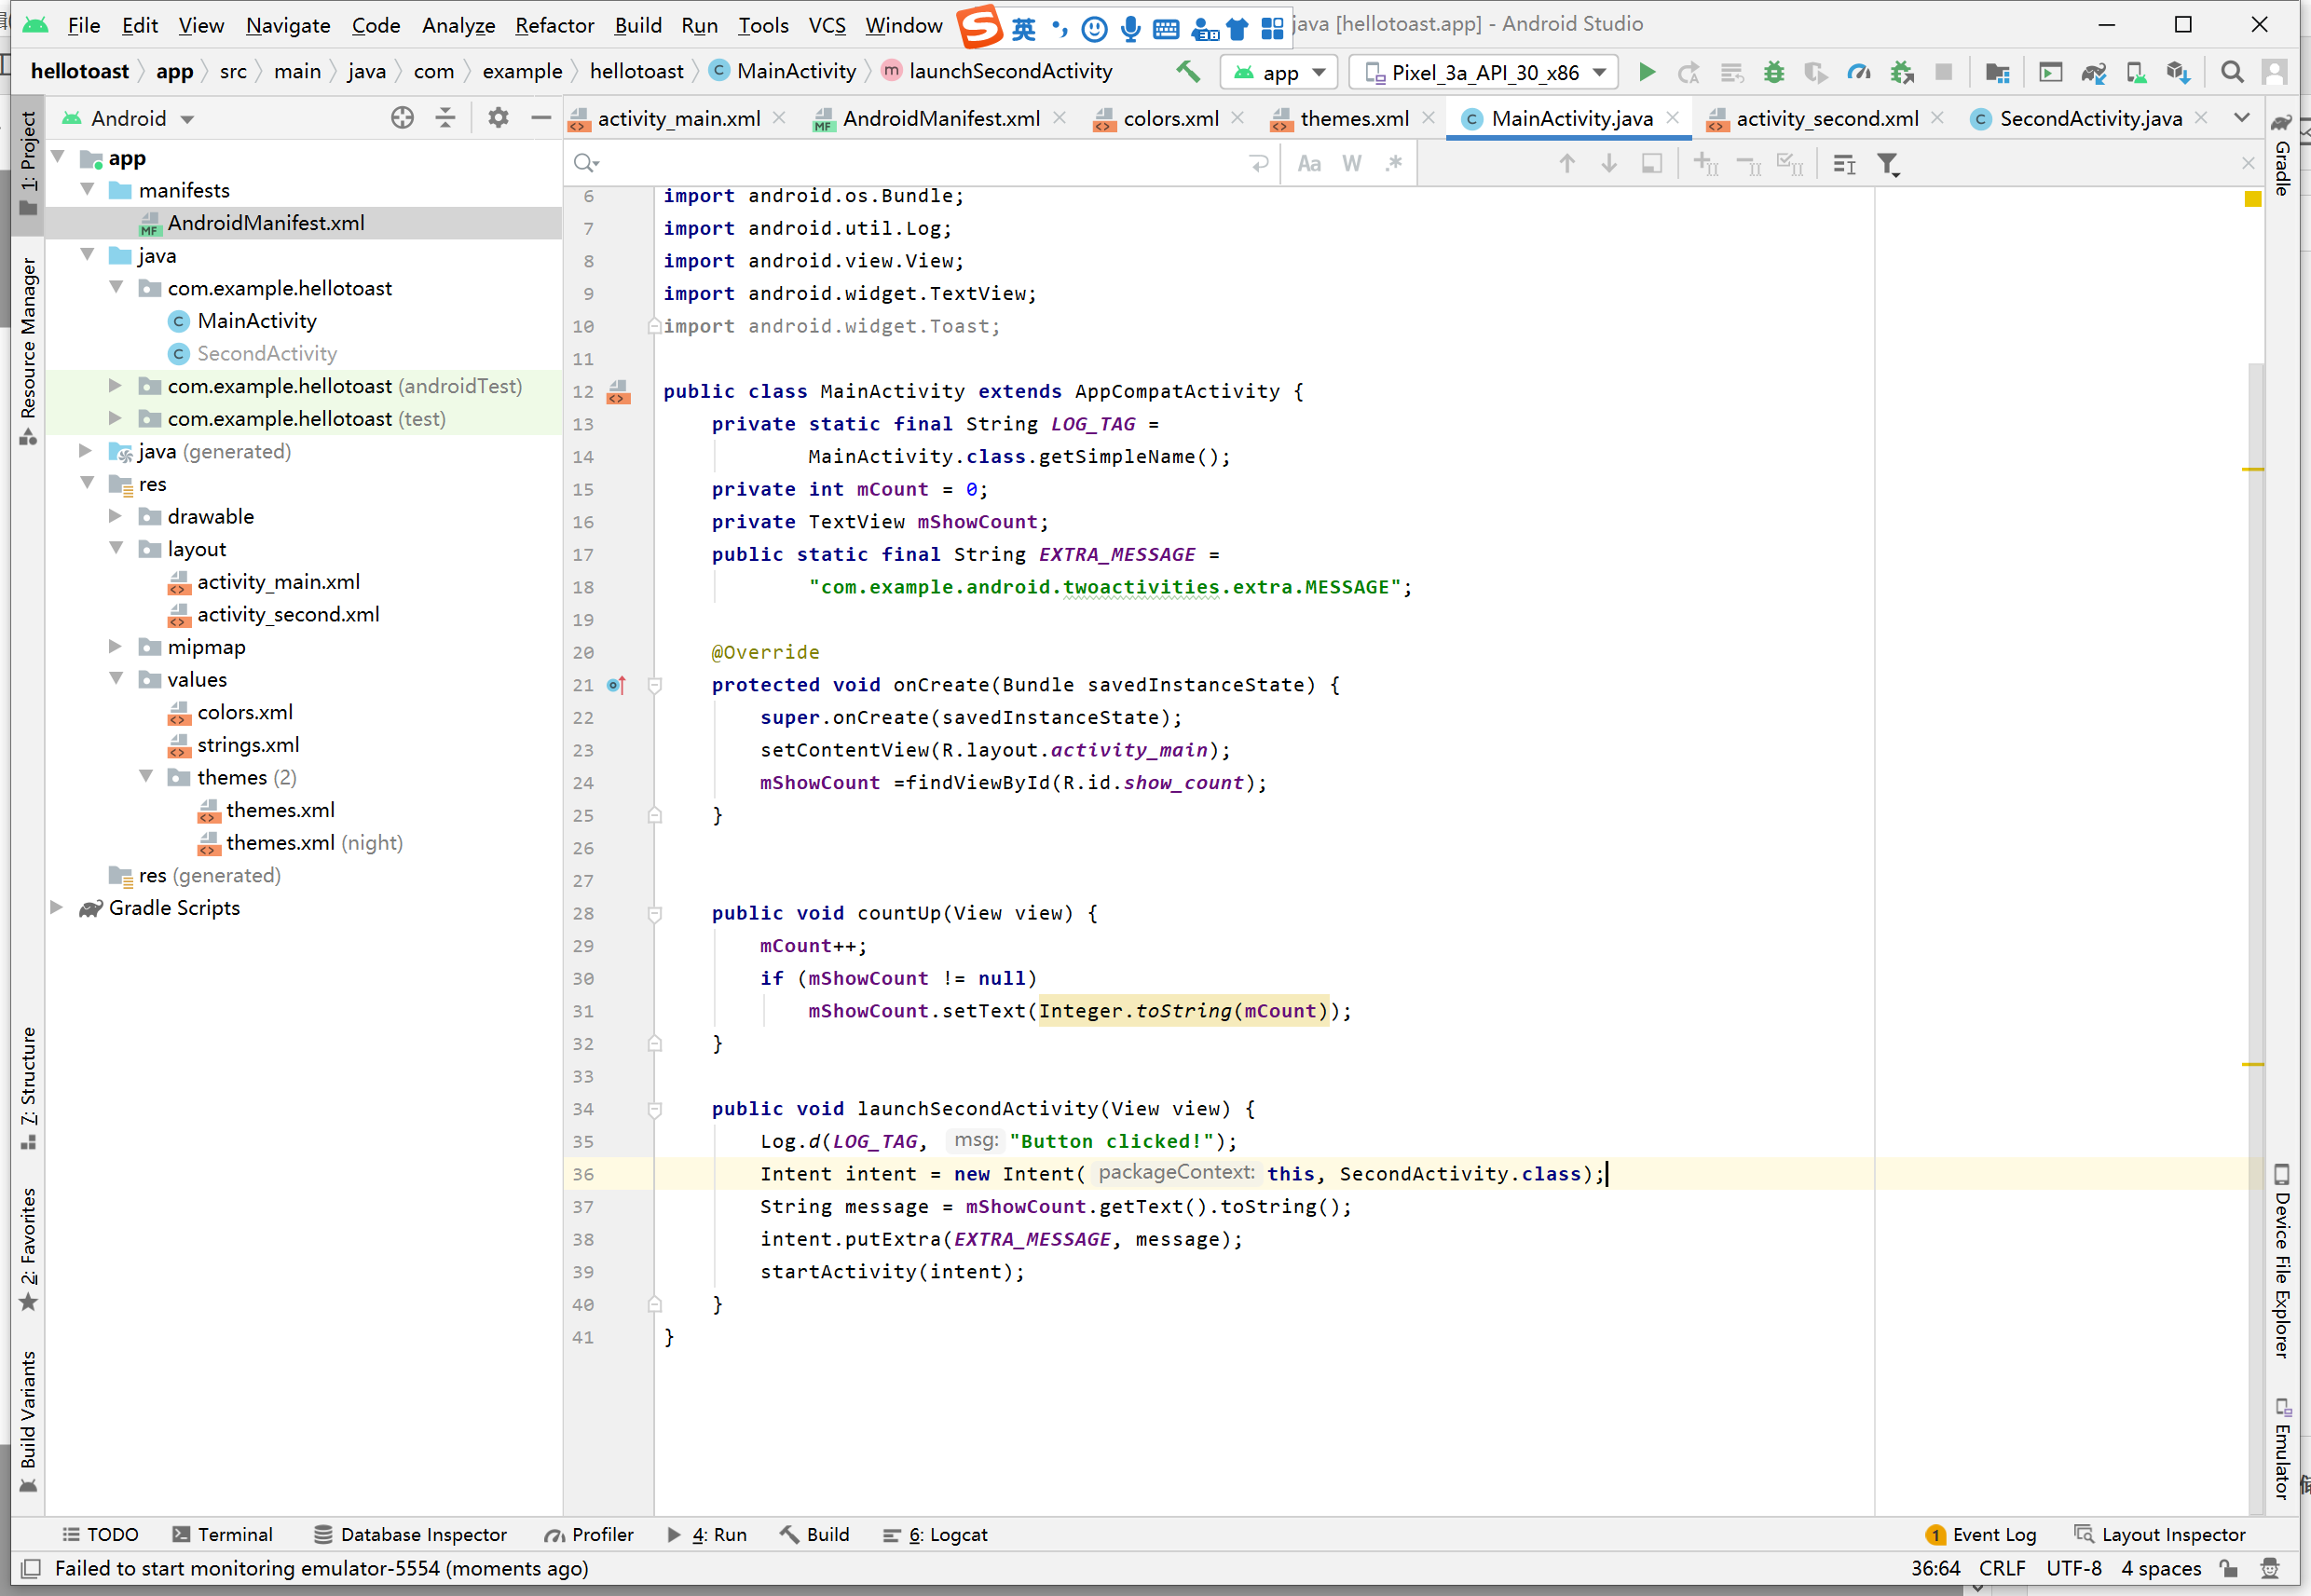 File Edit View Navigate Code Analyze Refactor Build Run Tools VCS Window 英 java [hellotoast.app] - Android Studio
hellotoast app src main java com example hellotoast MainActivity launchSecondActivity app Pixel_3a_API_30_x86
Android
activity_main.xml AndroidManifest.xml colors.xml themes.xml MainActivity.java activity_second.xml SecondActivity.java
Aa W .*
1: Project
Resource Manager
7: Structure
2: Favorites
Build Variants
app
manifests
AndroidManifest.xml
java
com.example.hellotoast
MainActivity
SecondActivity
com.example.hellotoast (androidTest)
com.example.hellotoast (test)
java (generated)
res
drawable
layout
activity_main.xml
activity_second.xml
mipmap
values
colors.xml
strings.xml
themes (2)
themes.xml
themes.xml (night)
res (generated)
Gradle Scripts
6 import android.os.Bundle;
7 import android.util.Log;
8 import android.view.View;
9 import android.widget.TextView;
10 import android.widget.Toast;
11
12 public class MainActivity extends AppCompatActivity {
13 private static final String LOG_TAG =
14 MainActivity.class.getSimpleName();
15 private int mCount = 0;
16 private TextView mShowCount;
17 public static final String EXTRA_MESSAGE =
18 "com.example.android.twoactivities.extra.MESSAGE";
19
20 @Override
21 protected void onCreate(Bundle savedInstanceState) {
22 super.onCreate(savedInstanceState);
23 setContentView(R.layout.activity_main);
24 mShowCount =findViewById(R.id.show_count);
25 }
26
27
28 public void countUp(View view) {
29 mCount++;
30 if (mShowCount != null)
31 mShowCount.setText(Integer.toString(mCount));
32 }
33
34 public void launchSecondActivity(View view) {
35 Log.d(LOG_TAG, msg: "Button clicked!");
36 Intent intent = new Intent( packageContext: this, SecondActivity.class);
37 String message = mShowCount.getText().toString();
38 intent.putExtra(EXTRA_MESSAGE, message);
39 startActivity(intent);
40 }
41 }
Gradle
Device File Explorer
Emulator
TODO Terminal Database Inspector Profiler 4: Run Build 6: Logcat 1 Event Log Layout Inspector
Failed to start monitoring emulator-5554 (moments ago) 36:64 CRLF UTF-8 4 spaces